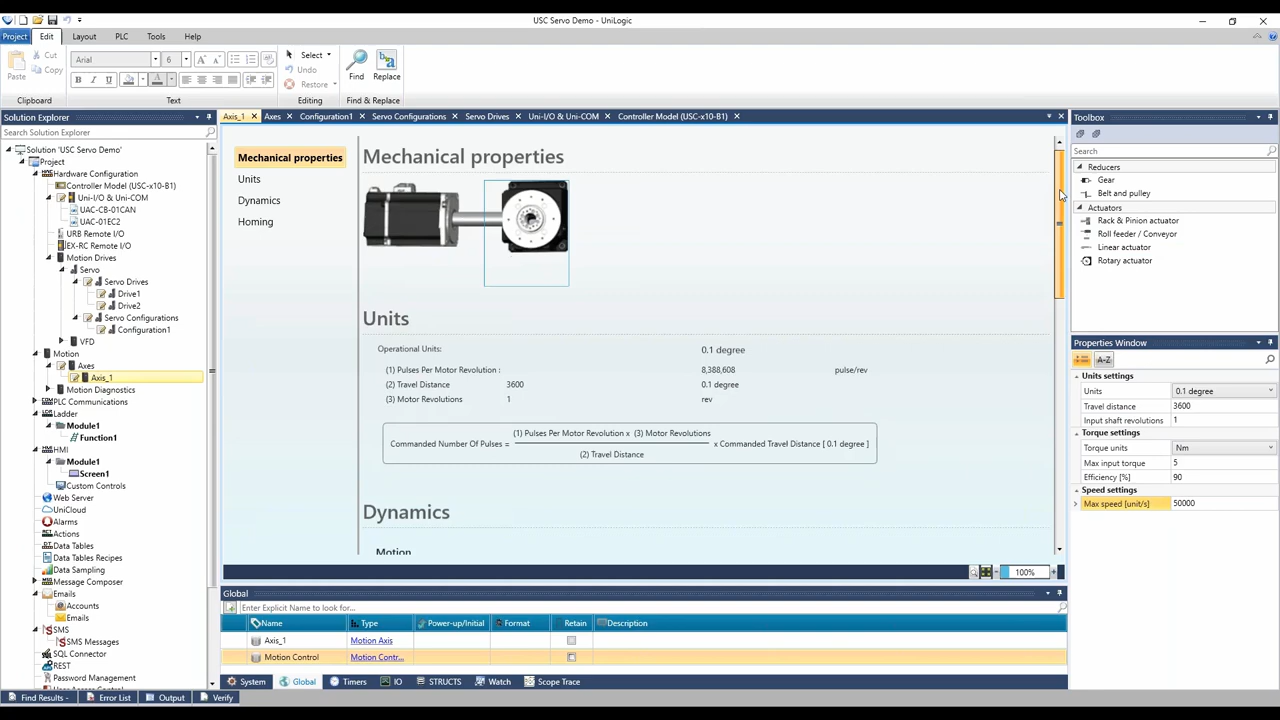 USC Servo Demo - UniLogic
Project Edit Layout PLC Tools Help
Paste
Cut
Copy
Clipboard
Arial 6
B I U A
Text
Select
Undo
Restore
Editing
Find
Replace
Find & Replace
Solution Explorer
Search Solution Explorer
Solution 'USC Servo Demo'
Project
Hardware Configuration
Controller Model (USC-x10-B1)
Uni-I/O & Uni-COM
UAC-CB-01CAN
UAC-01EC2
URB Remote I/O
EX-RC Remote I/O
Motion Drives
Servo
Servo Drives
Drive1
Drive2
Servo Configurations
Configuration1
VFD
Motion
Axes
Axis_1
Motion Diagnostics
PLC Communications
Ladder
Module1
Function1
HMI
Module1
Screen1
Custom Controls
Web Server
UniCloud
Alarms
Actions
Data Tables
Data Tables Recipes
Data Sampling
Message Composer
Emails
Accounts
Emails
SMS
SMS Messages
SQL Connector
REST
Password Management
Axis_1 Axes Configuration1 Servo Configurations Servo Drives Uni-I/O & Uni-COM Controller Model (USC-x10-B1)
Mechanical properties
Units
Dynamics
Homing
Mechanical properties
Units
Operational Units: 0.1 degree
(1) Pulses Per Motor Revolution : 8,388,608 pulse/rev
(2) Travel Distance 3600 0.1 degree
(3) Motor Revolutions 1 rev
Commanded Number Of Pulses = (1) Pulses Per Motor Revolution x (3) Motor Revolutions
(2) Travel Distance
x Commanded Travel Distance [ 0.1 degree ]
Dynamics
Motion
100%
Global
Enter Explicit Name to look for...
Name Type Power-up/Initial Format Retain Description
Axis_1 Motion Axis
Motion Control Motion Contr...
System Global Timers IO STRUCTS Watch Scope Trace
Toolbox
Search
Reducers
Gear
Belt and pulley
Actuators
Rack & Pinion actuator
Roll feeder / Conveyor
Linear actuator
Rotary actuator
Properties Window
A-Z
Units settings
Units 0.1 degree
Travel distance 3600
Input shaft revolutions 1
Torque settings
Torque units Nm
Max input torque 5
Efficiency [%] 90
Speed settings
Max speed [unit/s] 50000
Find Results - Error List Output Verify